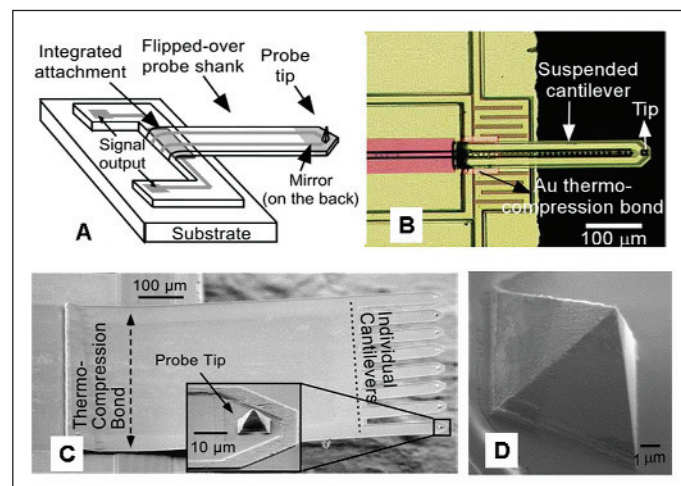 Integrated
attachment
Flipped-over
probe shank
Probe
tip
Signal
output
Mirror
(on the back)
A
Substrate
Suspended
cantilever
Tip
Au thermo-
compression bond
B
100 μm
100 μm
Thermo-
Compression
Bond
Probe Tip
10 μm
Individual
Cantilevers
C
D
1 μm